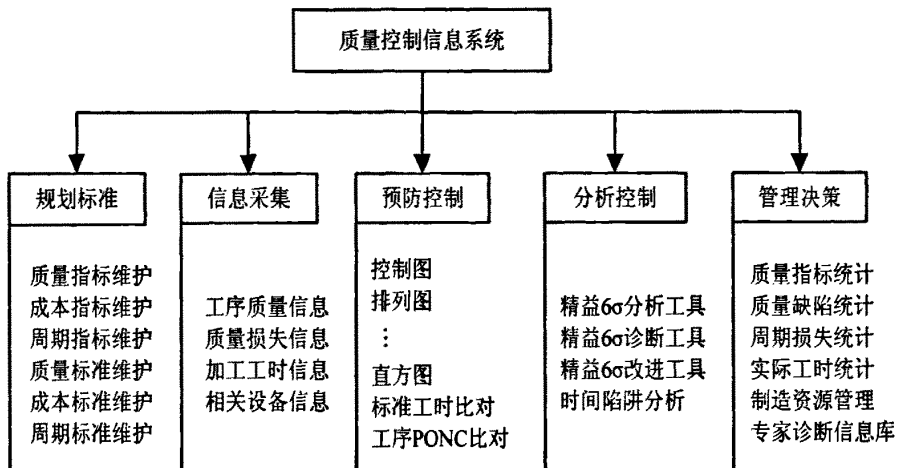 质量控制信息系统
规划标准
质量指标维护
成本指标维护
周期指标维护
质量标准维护
成本标准维护
周期标准维护
信息采集
工序质量信息
质量损失信息
加工工时信息
相关设备信息
预防控制
控制图
排列图
⋮
直方图
标准工时比对
工序PONC比对
分析控制
精益6σ分析工具
精益6σ诊断工具
精益6σ改进工具
时间陷阱分析
管理决策
质量指标统计
质量缺陷统计
周期损失统计
实际工时统计
制造资源管理
专家诊断信息库